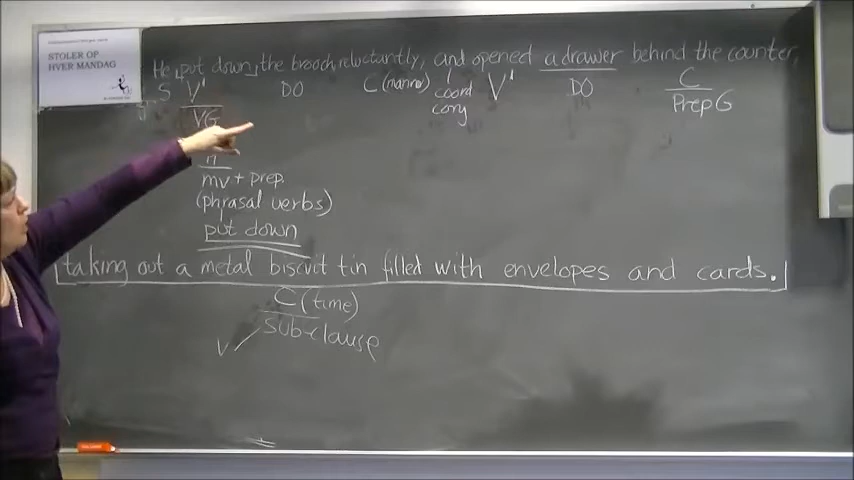 STOLER OP
HVER MANDAG
He put down the brooch, reluctantly, and opened a drawer behind the counter,
S V DO C (manner) coord conj V DO C
VG PrepG
mv + prep.
(phrasal verbs)
put down
taking out a metal biscuit tin filled with envelopes and cards.
C (time)
sub-clause
V